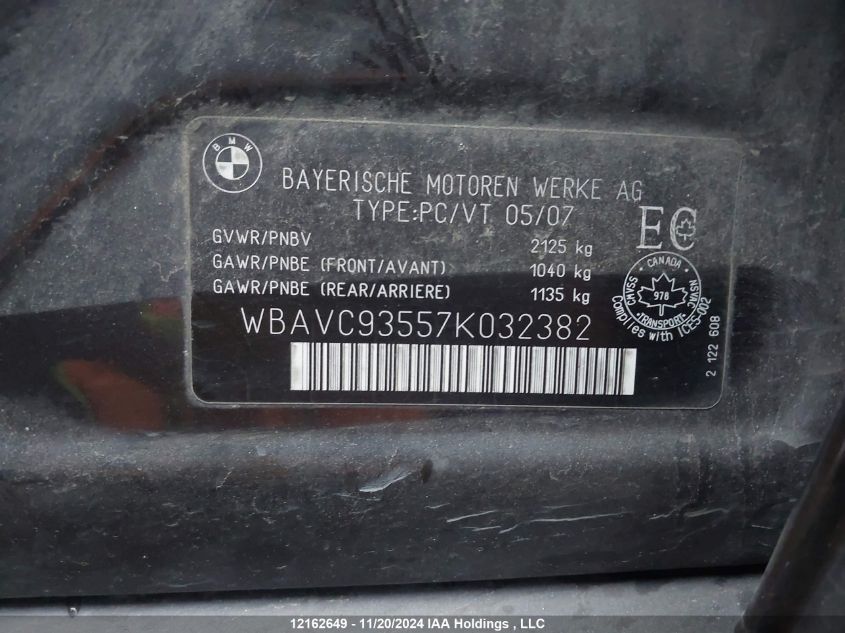 BMW
BAYERISCHE MOTOREN WERKE AG
TYPE:PC/VT 05/07
GVWR/PNBV 2125 kg
GAWR/PNBE (FRONT/AVANT) 1040 kg
GAWR/PNBE (REAR/ARRIERE) 1135 kg
WBAVC93557K032382
EC
CANADA
CMVSS
NSVAC
978
TRANSPORT
Complies with ICES-002
2 122 608
12162649 - 11/20/2024 IAA Holdings , LLC